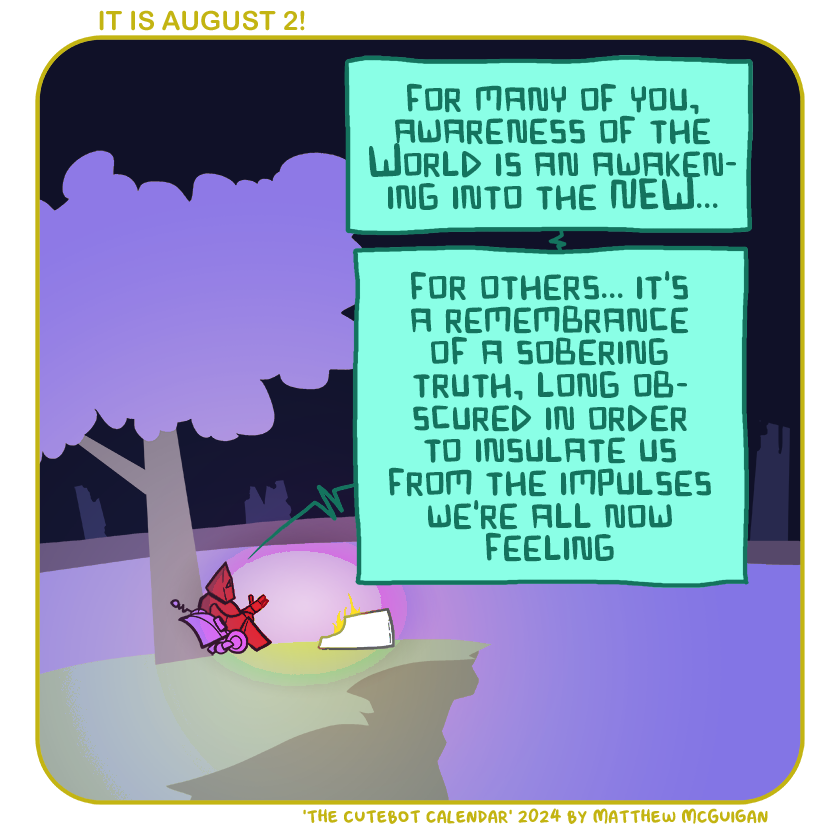 IT IS AUGUST 2!
FOR MANY OF YOU,
AWARENESS OF THE
WORLD IS AN AWAKEN-
ING INTO THE NEW...
FOR OTHERS... IT'S
A REMEMBRANCE
OF A SOBERING
TRUTH, LONG OB-
SCURED IN ORDER
TO INSULATE US
FROM THE IMPULSES
WE'RE ALL NOW
FEELING
'THE CUTEBOT CALENDAR' 2024 BY MATTHEW MCGUIGAN